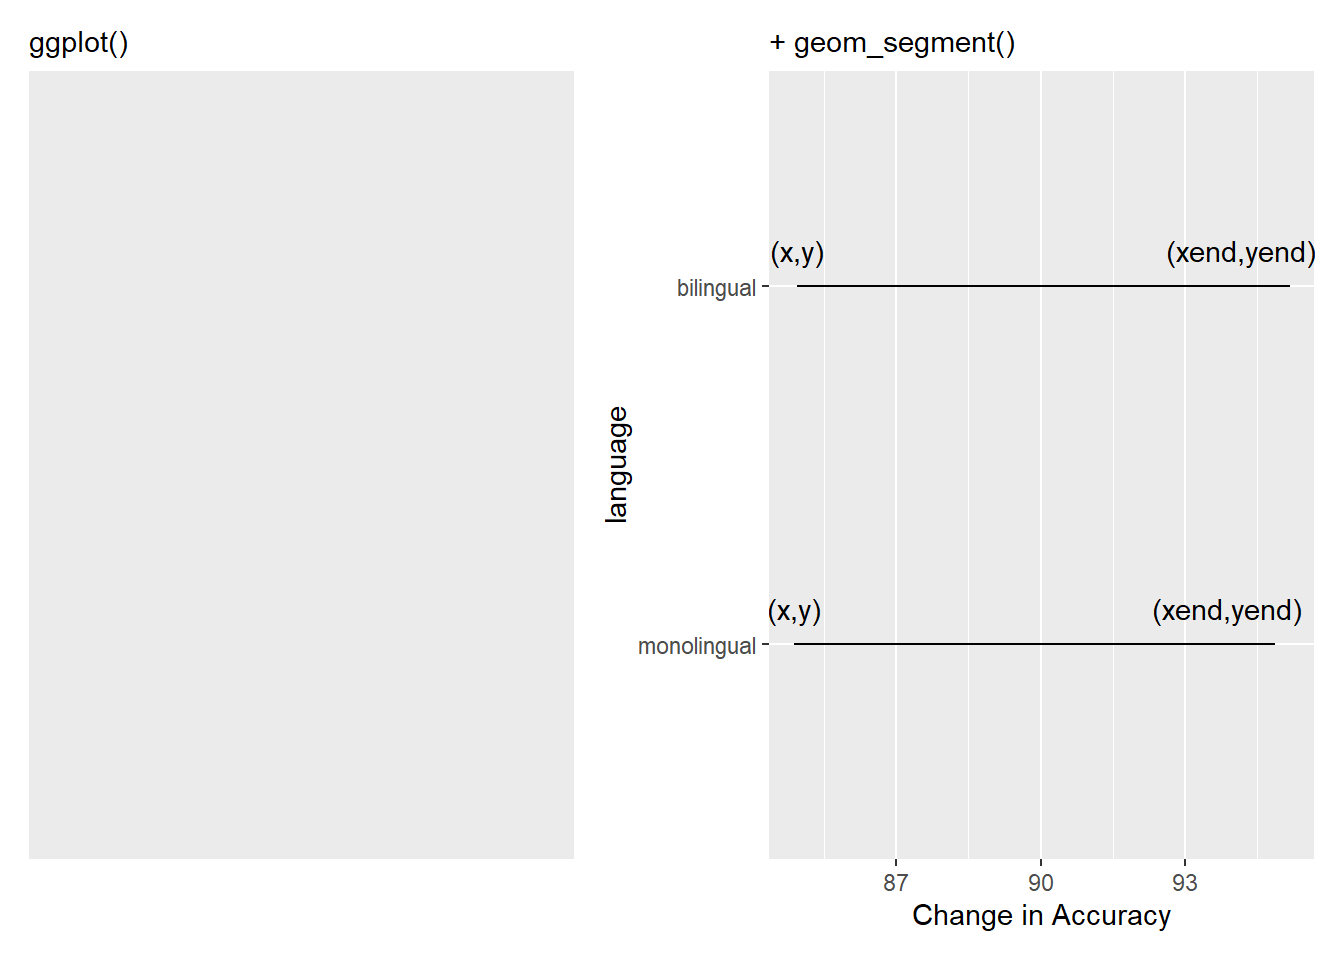 ggplot()
+ geom_segment()
(x,y)
(xend,yend)
bilingual
language
(x,y)
(xend,yend)
monolingual
87
90
93
Change in Accuracy